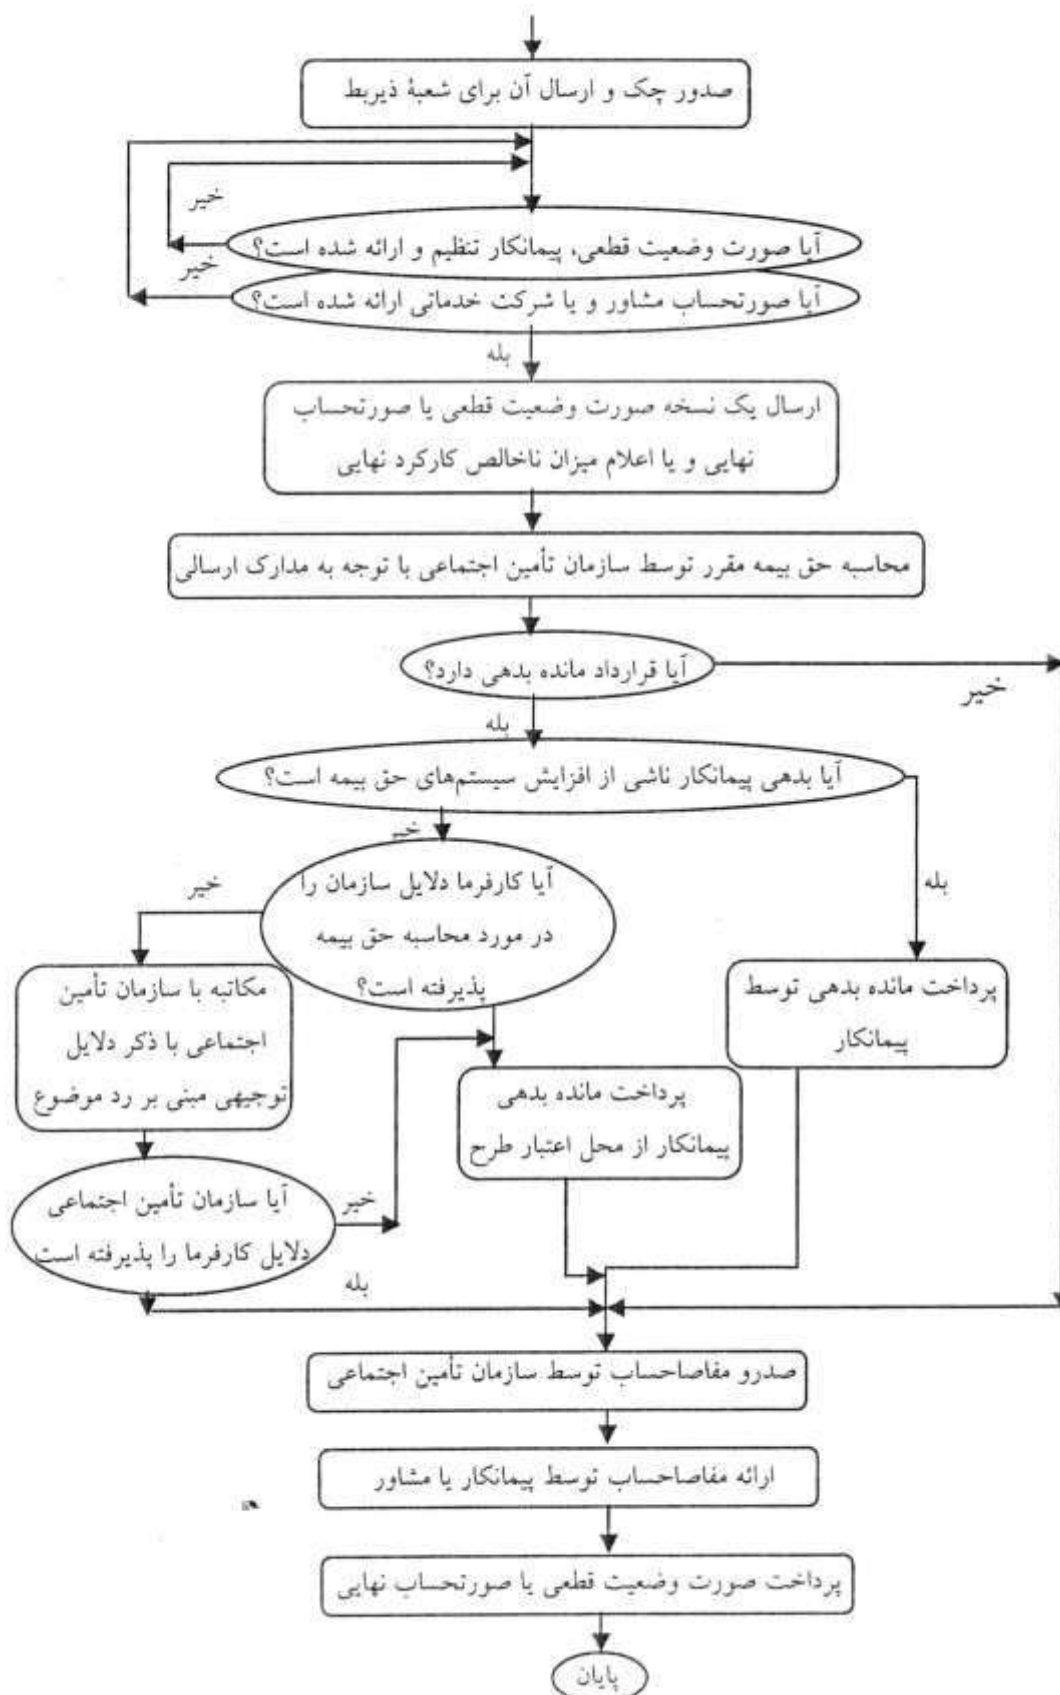 صدور چک و ارسال آن برای شعبهٔ ذیربط
خیر
آیا صورت وضعیت قطعی، پیمانکار تنظیم و ارائه شده است؟
خیر
آیا صورتحساب مشاور و یا شرکت خدماتی ارائه شده است؟
بله
ارسال یک نسخه صورت وضعیت قطعی یا صورتحساب
نهایی و یا اعلام میزان ناخالص کارکرد نهایی
محاسبه حق بیمه مقرر توسط سازمان تأمین اجتماعی با توجه به مدارک ارسالی
آیا قرارداد مانده بدهی دارد؟
خیر
بله
آیا بدهی پیمانکار ناشی از افزایش سیستم‌های حق بیمه است؟
خیر
بله
آیا کارفرما دلایل سازمان را
در مورد محاسبه حق بیمه
پذیرفته است؟
خیر
پرداخت مانده بدهی توسط
پیمانکار
مکاتبه با سازمان تأمین
اجتماعی با ذکر دلایل
توجیهی مبنی بر رد موضوع
پرداخت مانده بدهی
پیمانکار از محل اعتبار طرح
آیا سازمان تأمین اجتماعی
دلایل کارفرما را پذیرفته است
خیر
بله
صدرو مفاصاحساب توسط سازمان تأمین اجتماعی
ارائه مفاصاحساب توسط پیمانکار یا مشاور
پرداخت صورت وضعیت قطعی یا صورتحساب نهایی
پایان